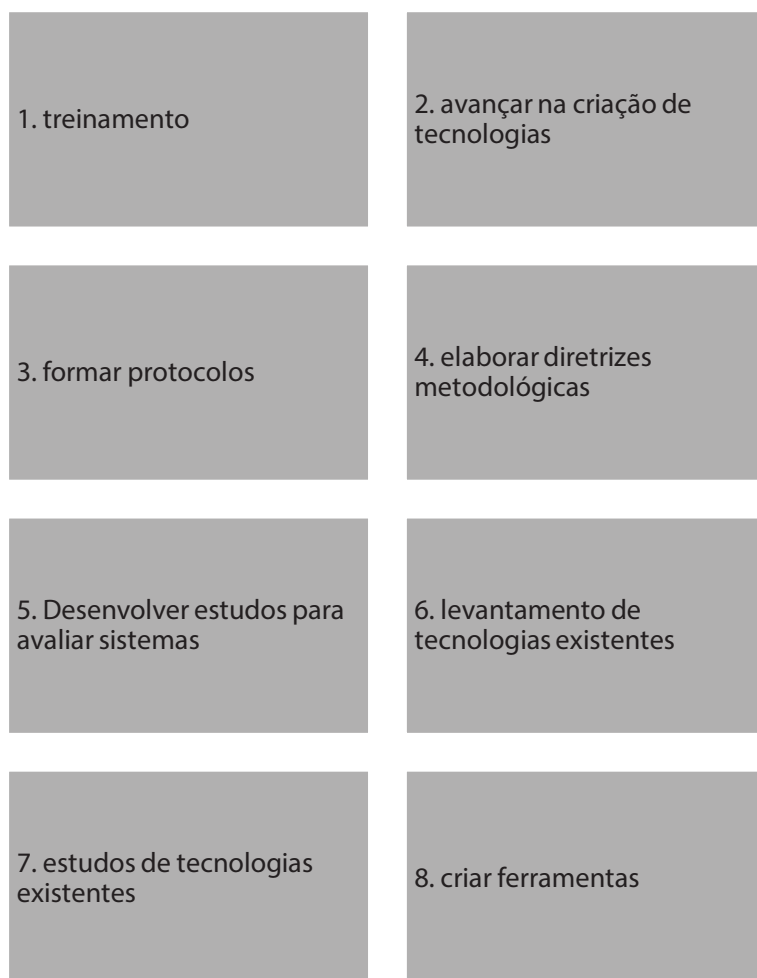 1. treinamento
2. avançar na criação de
tecnologias
3. formar protocolos
4. elaborar diretrizes
metodológicas
5. Desenvolver estudos para
avaliar sistemas
6. levantamento de
tecnologias existentes
7. estudos de tecnologias
existentes
8. criar ferramentas